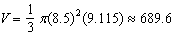 V = 1/3 π(8.5)²(9.115) ≈ 689.6